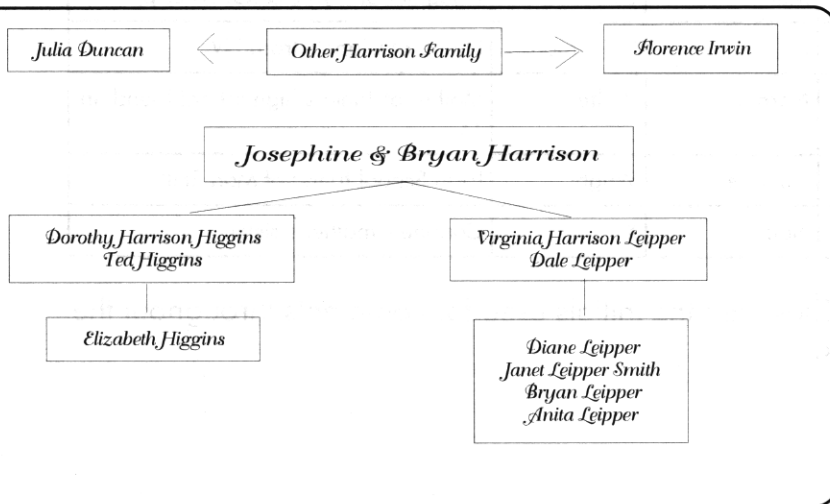 Julia Duncan
Other Harrison Family
Florence Irwin
Josephine & Bryan Harrison
Dorothy Harrison Higgins
Ted Higgins
Virginia Harrison Leipper
Dale Leipper
Elizabeth Higgins
Diane Leipper
Janet Leipper Smith
Bryan Leipper
Anita Leipper